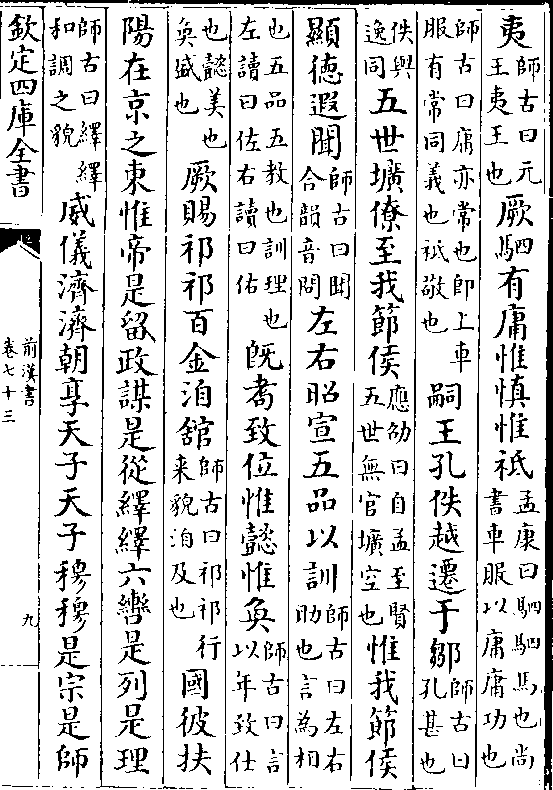 夷師古曰元王夷王也厥駟有庸惟慎惟祗孟康曰駟駟馬也尚書車服以庸庸功也
師古曰庸亦常也即上車服有常同義也祗敬也嗣王孔佚越遷于鄒師古曰孔甚也
佚與逸同五世壙僚至我節侯應劭曰自孟至賢五世無官壙空也惟我節侯
顯德遐聞師古曰聞合韻音問左右昭宣五品以訓師古曰左右助也言為相
也五品五教也訓理也左讀曰佐右讀曰佑既耉致位惟懿惟奐師古曰言以年致仕
也懿美也奐盛也厥賜祁祁百金洎舘師古曰祁祁行来貌洎及也國彼扶
陽在京之東惟帝是留政謀是從繹繹六轡是列是理
師古曰繹繹和調之貌威儀濟濟朝享天子天子穆穆是宗是師
欽定四庫全書
前漢書
卷七十三
九